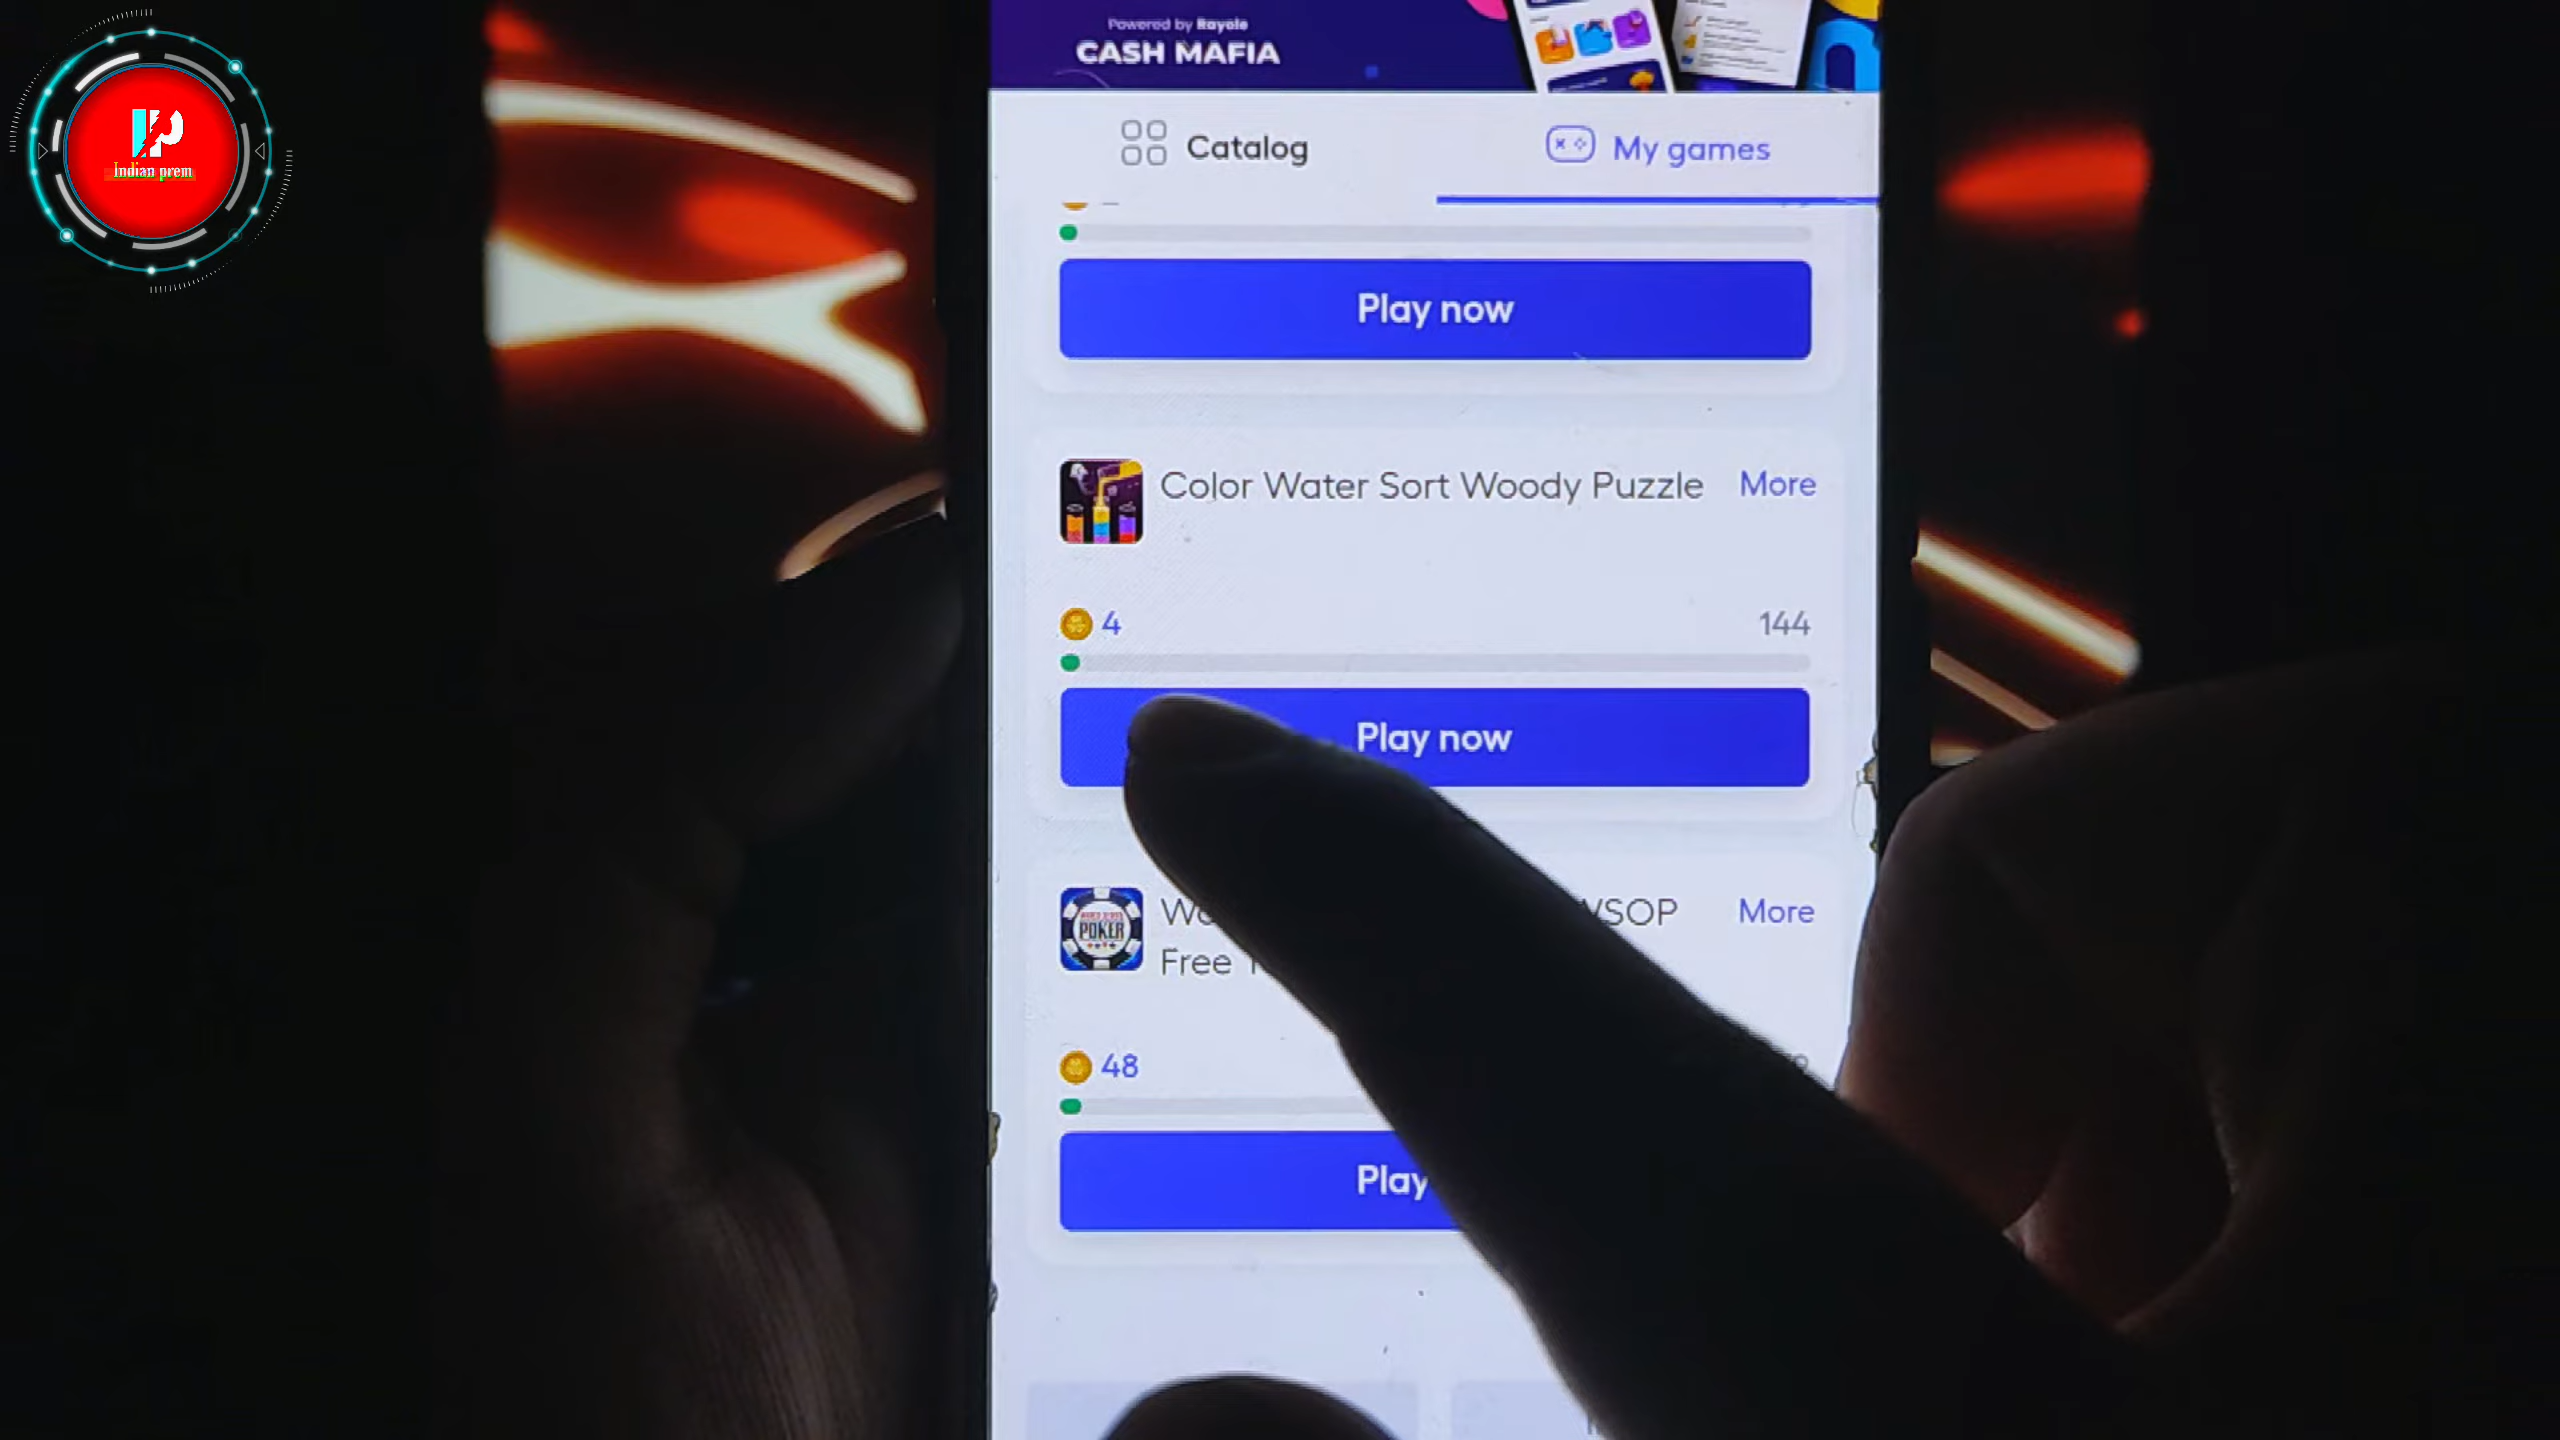 Powered by Rayole
CASH MAFIA
Indian prem
Catalog
My games
Play now
Color Water Sort Woody Puzzle
More
4
144
Play now
POKER
WSOP
More
Free
48
Play